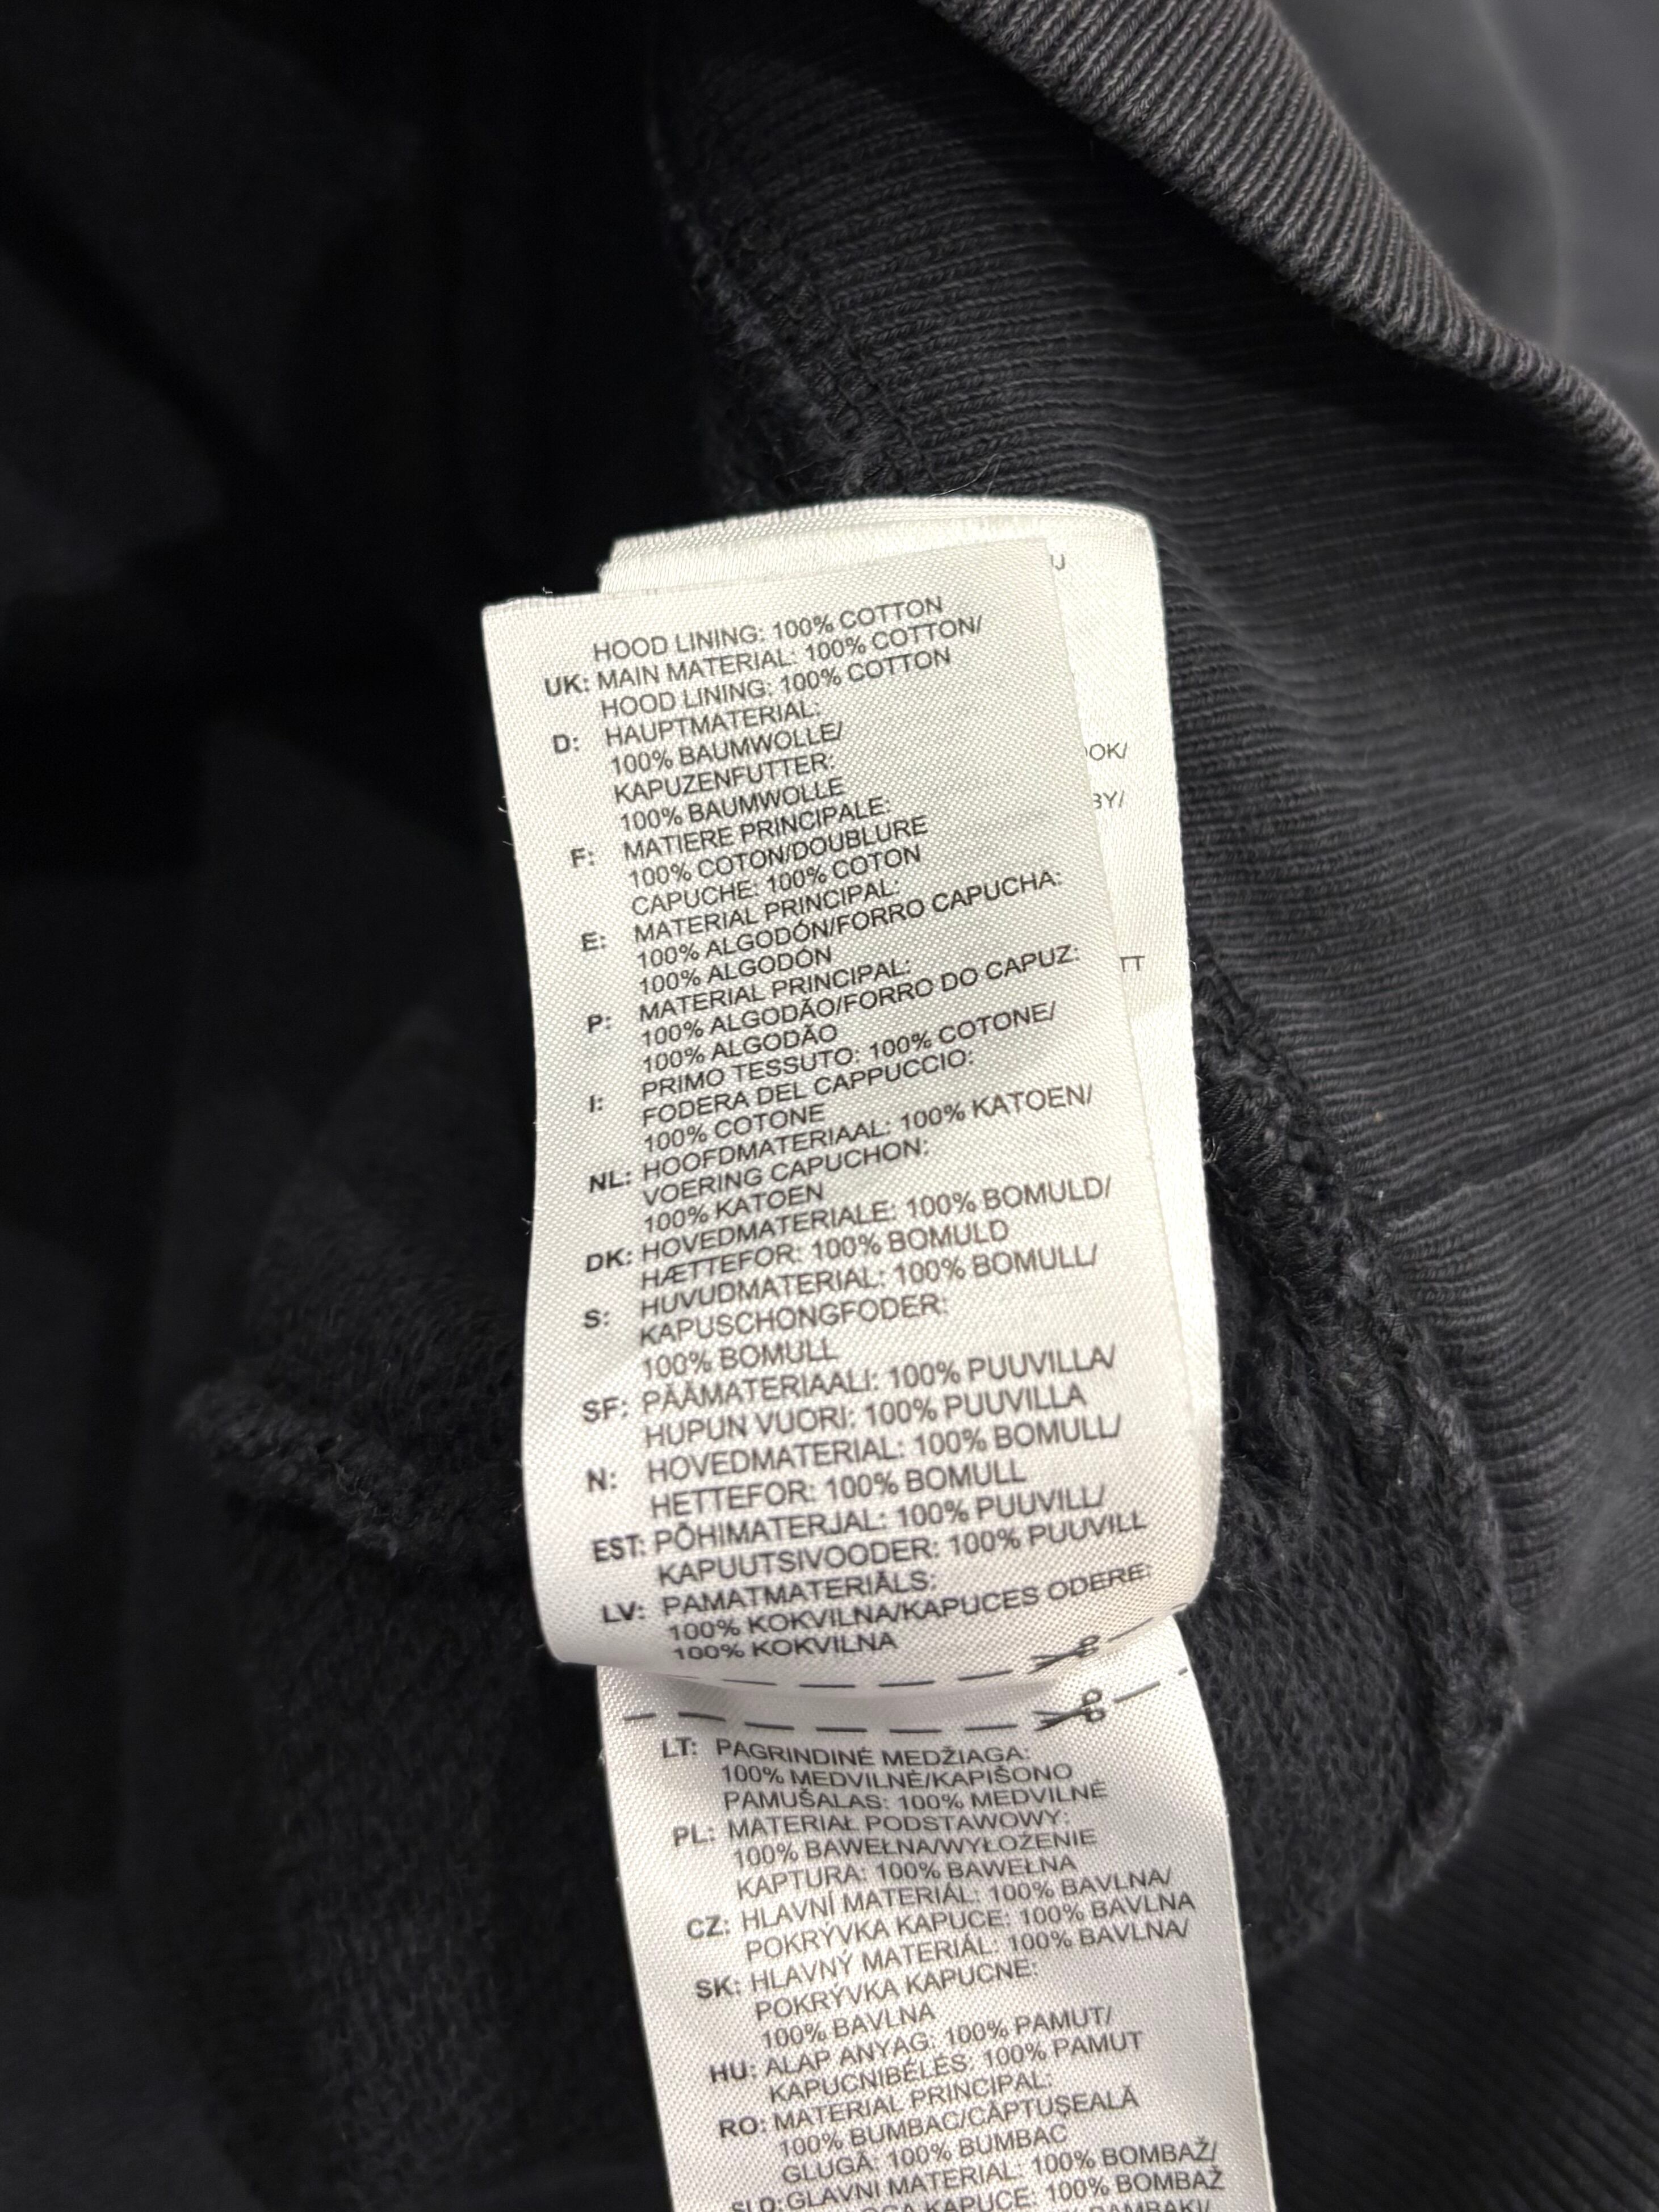 HOOD LINING: 100% COTTON
UK: MAIN MATERIAL: 100% COTTON/
HOOD LINING: 100% COTTON
D: HAUPTMATERIAL:
100% BAUMWOLLE/
KAPUZENFUTTER:
100% BAUMWOLLE
F: MATIERE PRINCIPALE:
100% COTON/DOUBLURE
CAPUCHE: 100% COTON
E: MATERIAL PRINCIPAL:
100% ALGODÓN/FORRO CAPUCHA:
100% ALGODÓN
P: MATERIAL PRINCIPAL:
100% ALGODÃO/FORRO DO CAPUZ:
100% ALGODÃO
I: PRIMO TESSUTO: 100% COTONE/
FODERA DEL CAPPUCCIO:
100% COTONE
NL: HOOFDMATERIAAL: 100% KATOEN/
VOERING CAPUCHON:
100% KATOEN
DK: HOVEDMATERIALE: 100% BOMULD/
HÆTTEFOR: 100% BOMULD
S: HUVUDMATERIAL: 100% BOMULL/
KAPUSCHONGFODER:
100% BOMULL
SF: PÄÄMATERIAALI: 100% PUUVILLA/
HUPUN VUORI: 100% PUUVILLA
N: HOVEDMATERIAL: 100% BOMULL/
HETTEFOR: 100% BOMULL
EST: PÕHIMATERJAL: 100% PUUVILL/
KAPUUTSIVOODER: 100% PUUVILL
LV: PAMATMATERIĀLS:
100% KOKVILNA/KAPUCES ODERE:
100% KOKVILNA
LT: PAGRINDINĖ MEDŽIAGA:
100% MEDVILNĖ/KAPIŠONO
PAMUŠALAS: 100% MEDVILNĖ
PL: MATERIAŁ PODSTAWOWY:
100% BAWEŁNA/WYŁOŻENIE
KAPTURA: 100% BAWEŁNA
CZ: HLAVNÍ MATERIÁL: 100% BAVLNA/
POKRÝVKA KAPUCE: 100% BAVLNA
SK: HLAVNÝ MATERIÁL: 100% BAVLNA/
POKRÝVKA KAPUCNE:
100% BAVLNA
HU: ALAP ANYAG: 100% PAMUT/
KAPUCNIBÉLÉS: 100% PAMUT
RO: MATERIAL PRINCIPAL:
100% BUMBAC/CĂPTUŞEALĂ
GLUGĂ: 100% BUMBAC
SLO: GLAVNI MATERIAL: 100% BOMBAŽ/
KAPUCE: 100% BOMBAŽ